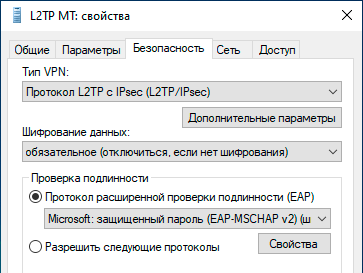 L2TP MT: свойства
Общие Параметры Безопасность Сеть Доступ
Тип VPN:
Протокол L2TP с IPsec (L2TP/IPsec)
Дополнительные параметры
Шифрование данных:
обязательное (отключиться, если нет шифрования)
Проверка подлинности
Протокол расширенной проверки подлинности (EAP)
Microsoft: защищенный пароль (EAP-MSCHAP v2) (ш
Свойства
Разрешить следующие протоколы